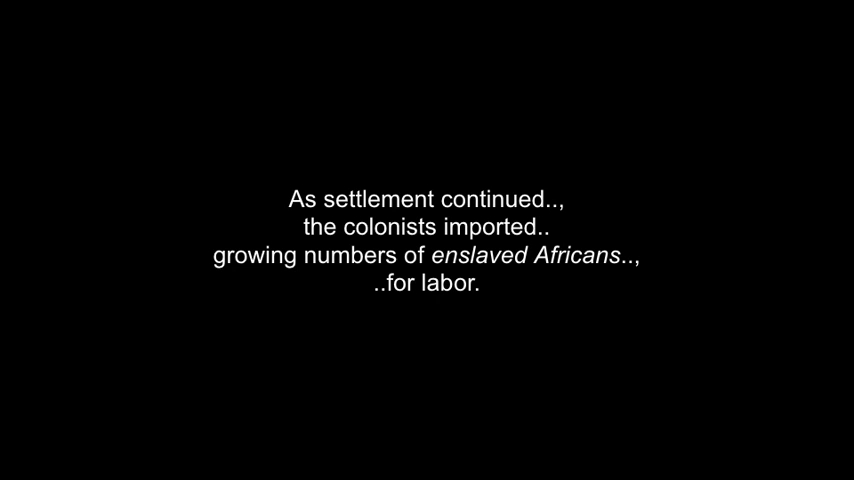 As settlement continued..,
the colonists imported..
growing numbers of enslaved Africans..,
..for labor.